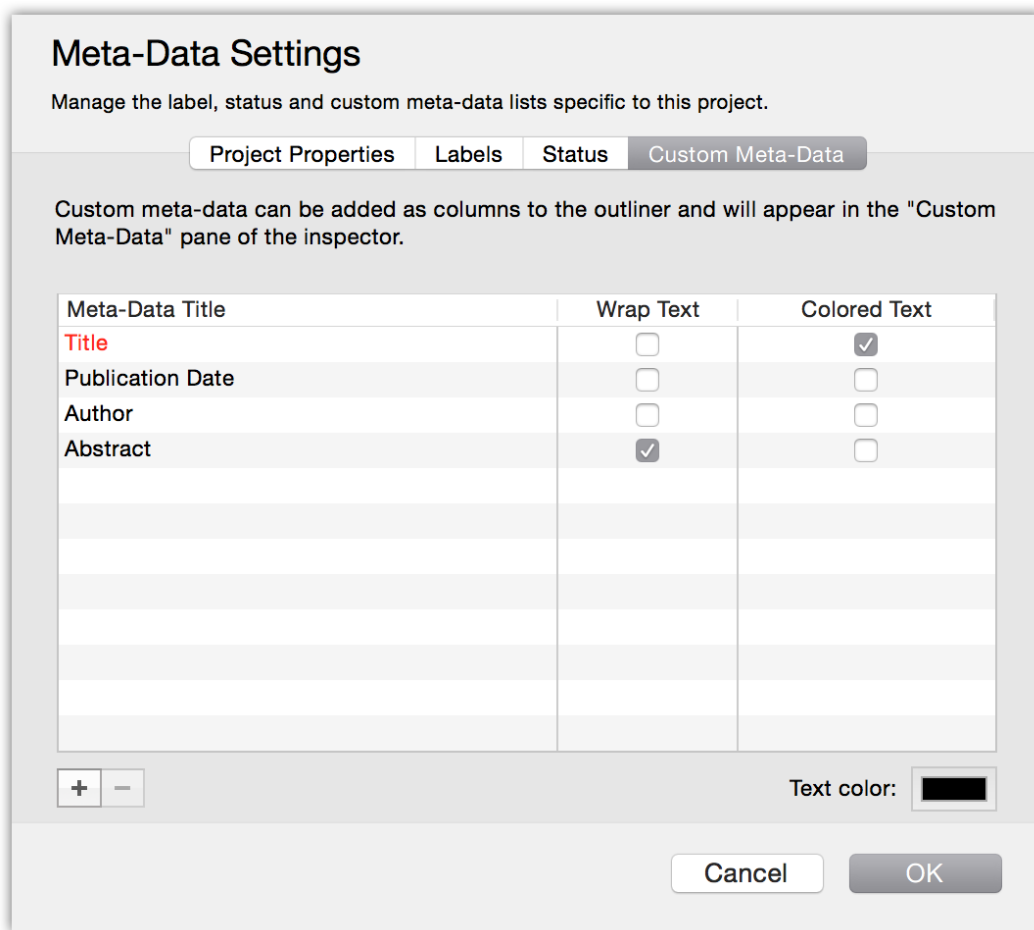 Meta-Data Settings
Manage the label, status and custom meta-data lists specific to this project.
Project Properties Labels Status Custom Meta-Data
Custom meta-data can be added as columns to the outliner and will appear in the "Custom
Meta-Data" pane of the inspector.
Meta-Data Title Wrap Text Colored Text
Title
Publication Date
Author
Abstract
+ − Text color:
Cancel OK